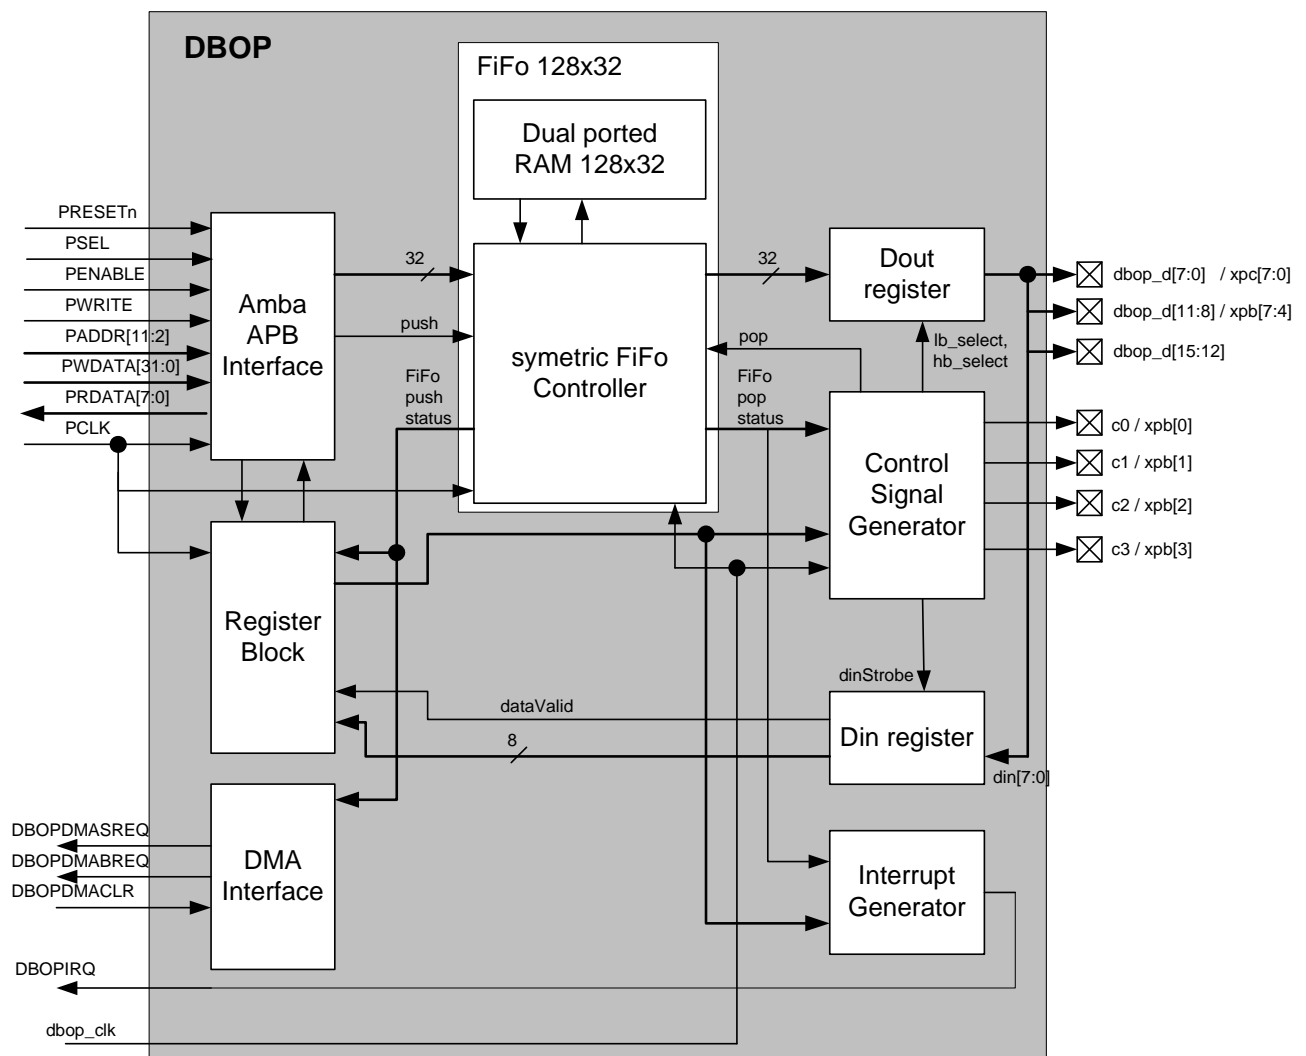 DBOP
FiFo 128x32
Dual ported
RAM 128x32
PRESETn
PSEL
PENABLE
PWRITE
PADDR[11:2]
PWDATA[31:0]
PRDATA[7:0]
PCLK
Amba
APB
Interface
32
push
FiFo
push
status
symetric FiFo
Controller
32
pop
FiFo
pop
status
Dout
register
lb_select,
hb_select
dbop_d[7:0] / xpc[7:0]
dbop_d[11:8] / xpb[7:4]
dbop_d[15:12]
Control
Signal
Generator
c0 / xpb[0]
c1 / xpb[1]
c2 / xpb[2]
c3 / xpb[3]
Register
Block
dinStrobe
dataValid
8
Din register
din[7:0]
DBOPDMASREQ
DBOPDMABREQ
DBOPDMACLR
DMA
Interface
Interrupt
Generator
DBOPIRQ
dbop_clk